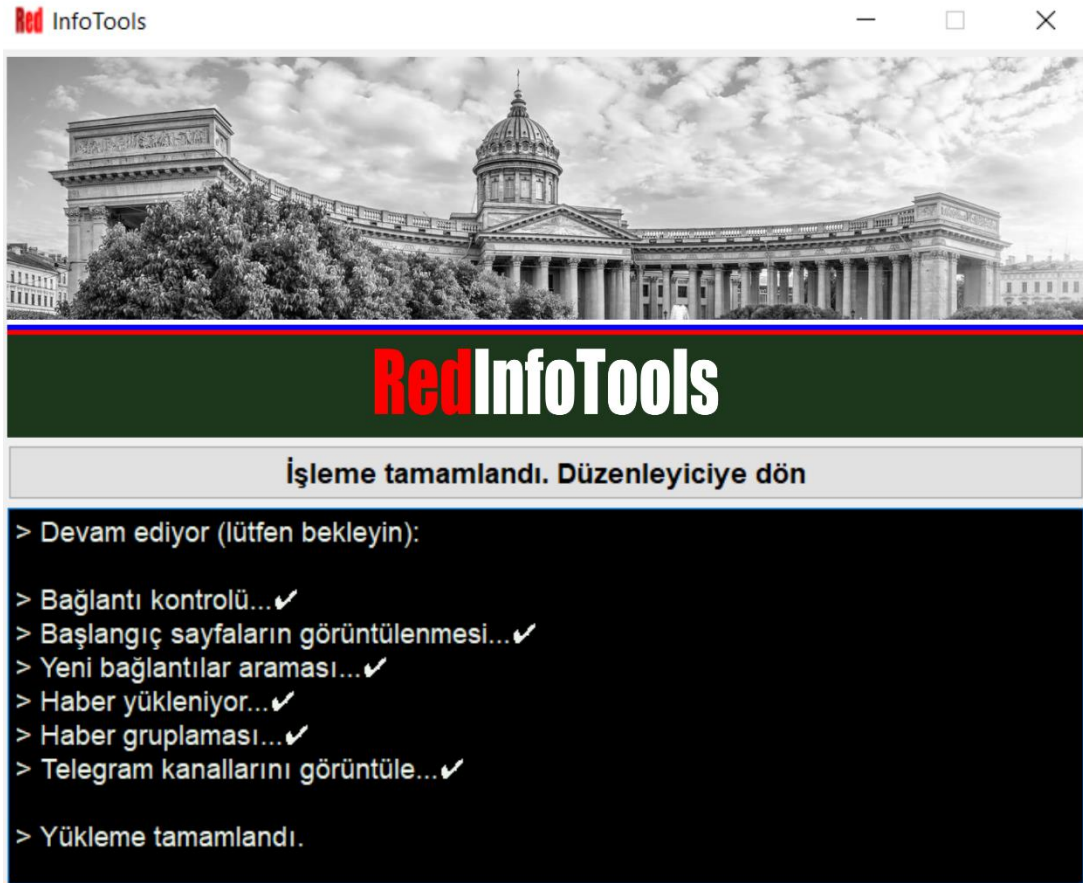 Red InfoTools
RedInfoTools
İşleme tamamlandı. Düzenleyiciye dön
> Devam ediyor (lütfen bekleyin):
> Bağlantı kontrolü...✔
> Başlangıç sayfaların görüntülenmesi...✔
> Yeni bağlantılar araması...✔
> Haber yükleniyor...✔
> Haber gruplaması...✔
> Telegram kanallarını görüntüle...✔
> Yükleme tamamlandı.